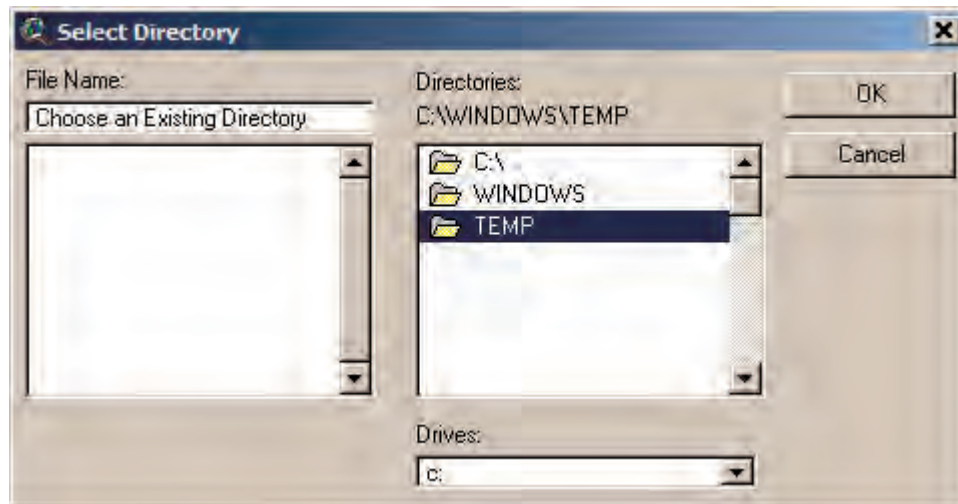 Select Directory
File Name:
Choose an Existing Directory
Directories:
C:\WINDOWS\TEMP
C:\
WINDOWS
TEMP
Drives:
c:
OK
Cancel